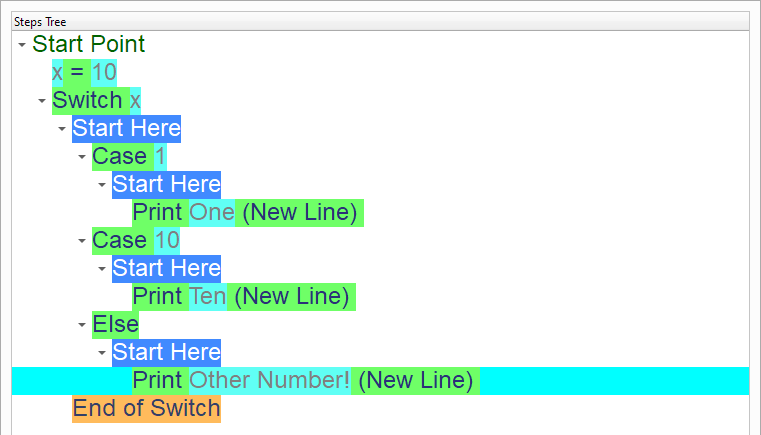 Steps Tree
Start Point
x = 10
Switch x
Start Here
Case 1
Start Here
Print One (New Line)
Case 10
Start Here
Print Ten (New Line)
Else
Start Here
Print Other Number! (New Line)
End of Switch